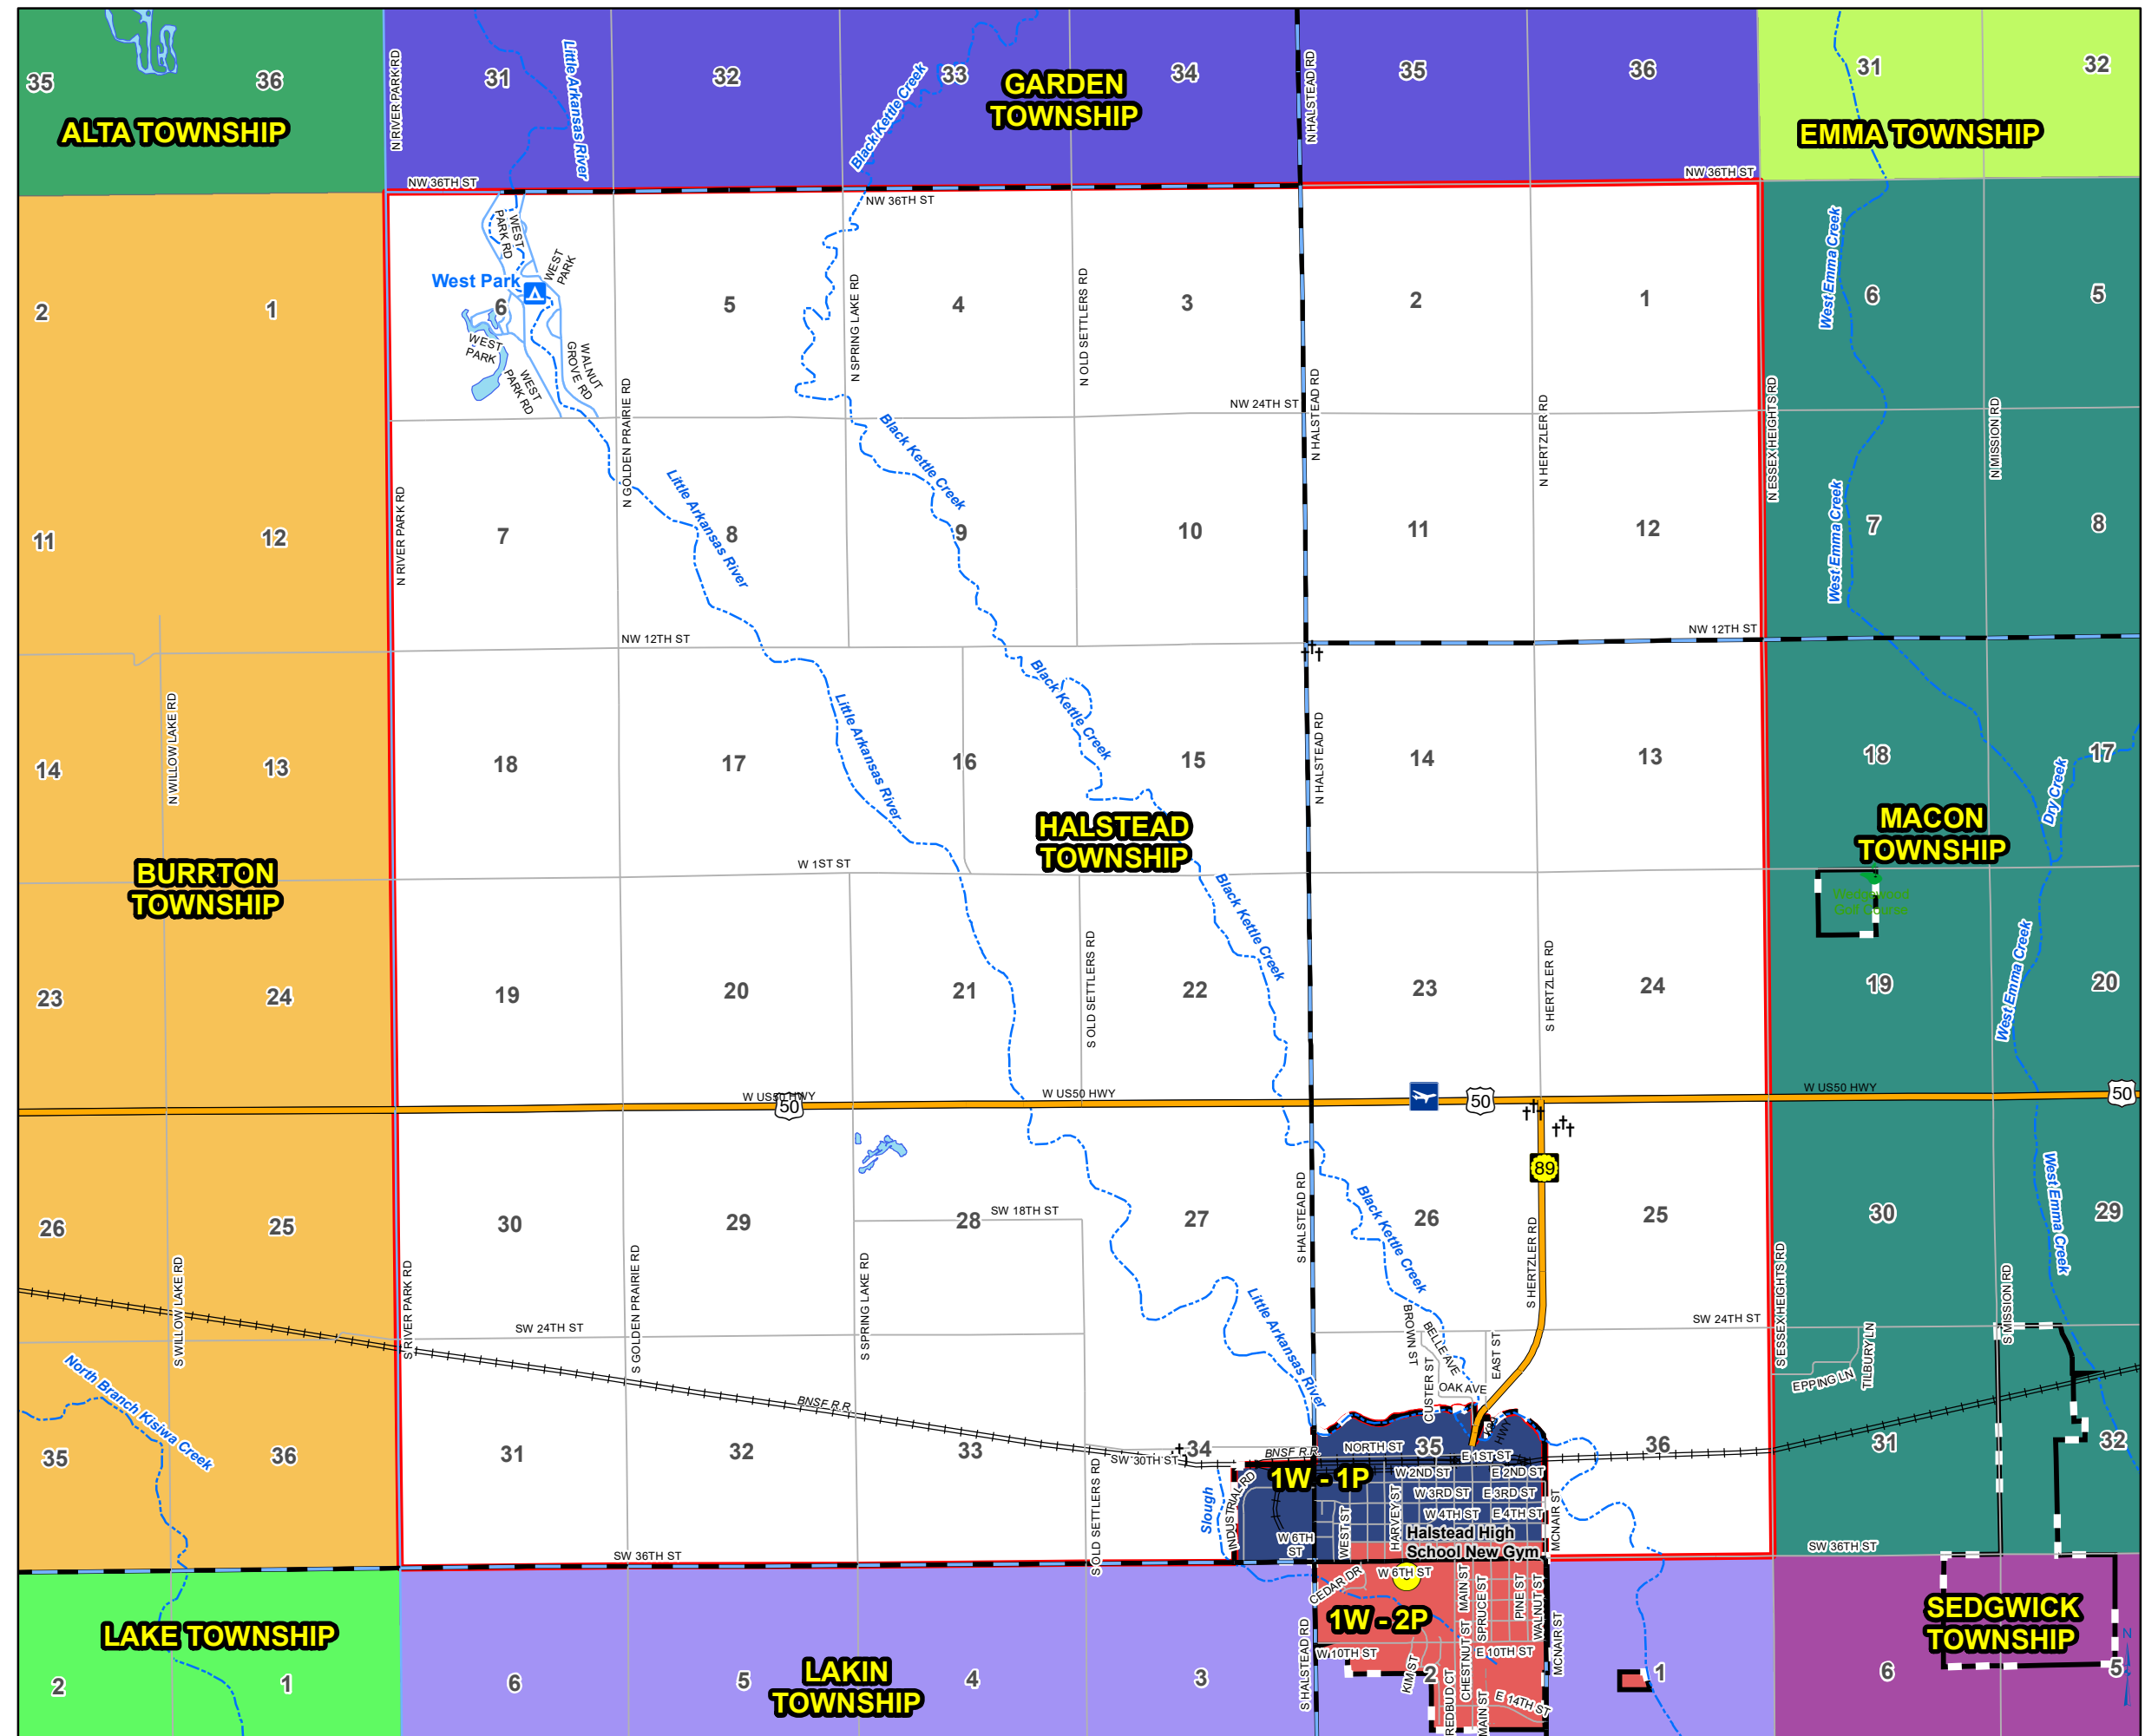 35
36
31
32
33
34
35
36
31
32
ALTA TOWNSHIP
GARDEN
TOWNSHIP
EMMA TOWNSHIP
N RIVER PARK RD
Little Arkansas River
Black Kettle Creek
N HALSTEAD RD
NW 36TH ST
NW 36TH ST
NW 36TH ST
WEST
PARK RD
WEST
PARK
West Park
WEST
PARK
WEST
PARK RD
WALNUT
GROVE RD
2
1
6
5
4
3
2
1
6
5
N GOLDEN PRAIRIE RD
N SPRING LAKE RD
N OLD SETTLERS RD
N HALSTEAD RD
N HERTZLER RD
N ESSEX HEIGHTS RD
N MISSION RD
West Emma Creek
NW 24TH ST
N RIVER PARK RD
Little Arkansas River
Black Kettle Creek
West Emma Creek
11
12
7
8
9
10
11
12
7
8
NW 12TH ST
NW 12TH ST
N WILLOW LAKE RD
Little Arkansas River
Black Kettle Creek
N HALSTEAD RD
Dry Creek
14
13
18
17
16
15
14
13
18
17
HALSTEAD
TOWNSHIP
MACON
TOWNSHIP
BURRTON
TOWNSHIP
W 1ST ST
Black Kettle Creek
Wedgewood
Golf Course
West Emma Creek
S OLD SETTLERS RD
S HERTZLER RD
23
24
19
20
21
22
23
24
19
20
W US50 HWY
50
W US50 HWY
50
W US50 HWY
50
89
26
25
30
29
28
27
26
25
30
29
SW 18TH ST
S HALSTEAD RD
Black Kettle Creek
S HERTZLER RD
West Emma Creek
S WILLOW LAKE RD
S RIVER PARK RD
S GOLDEN PRAIRIE RD
S SPRING LAKE RD
Little Arkansas River
S ESSEX HEIGHTS RD
S MISSION RD
SW 24TH ST
SW 24TH ST
BROWN ST
BELLE AVE
EAST ST
CUSTER ST
OAK AVE
EPPING LN
TILBURY LN
North Branch Kisiwa Creek
BNSF R.R.
K89
HWY
35
36
31
32
33
34
35
36
31
32
NORTH ST
BNSF R.R.
E 1ST ST
SW 30TH ST
1W - 1P
W 2ND ST
E 2ND ST
W 3RD ST
E 3RD ST
W 4TH ST
E 4TH ST
Slough
INDUSTRIAL RD
S OLD SETTLERS RD
WEST ST
HARVEY ST
MCNAIR ST
W 6TH
ST
Halstead High
School New Gym
SW 36TH ST
SW 36TH ST
W 6TH ST
CEDAR DR
MAIN ST
SPRUCE ST
PINE ST
WALNUT ST
MCNAIR ST
LAKE TOWNSHIP
LAKIN
TOWNSHIP
1W - 2P
SEDGWICK
TOWNSHIP
N
S HALSTEAD RD
W 10TH ST
E 10TH ST
KIM ST
CHESTNUT ST
REDBUD CT
MAIN ST
E 14TH ST
2
1
6
5
4
3
2
1
6
5